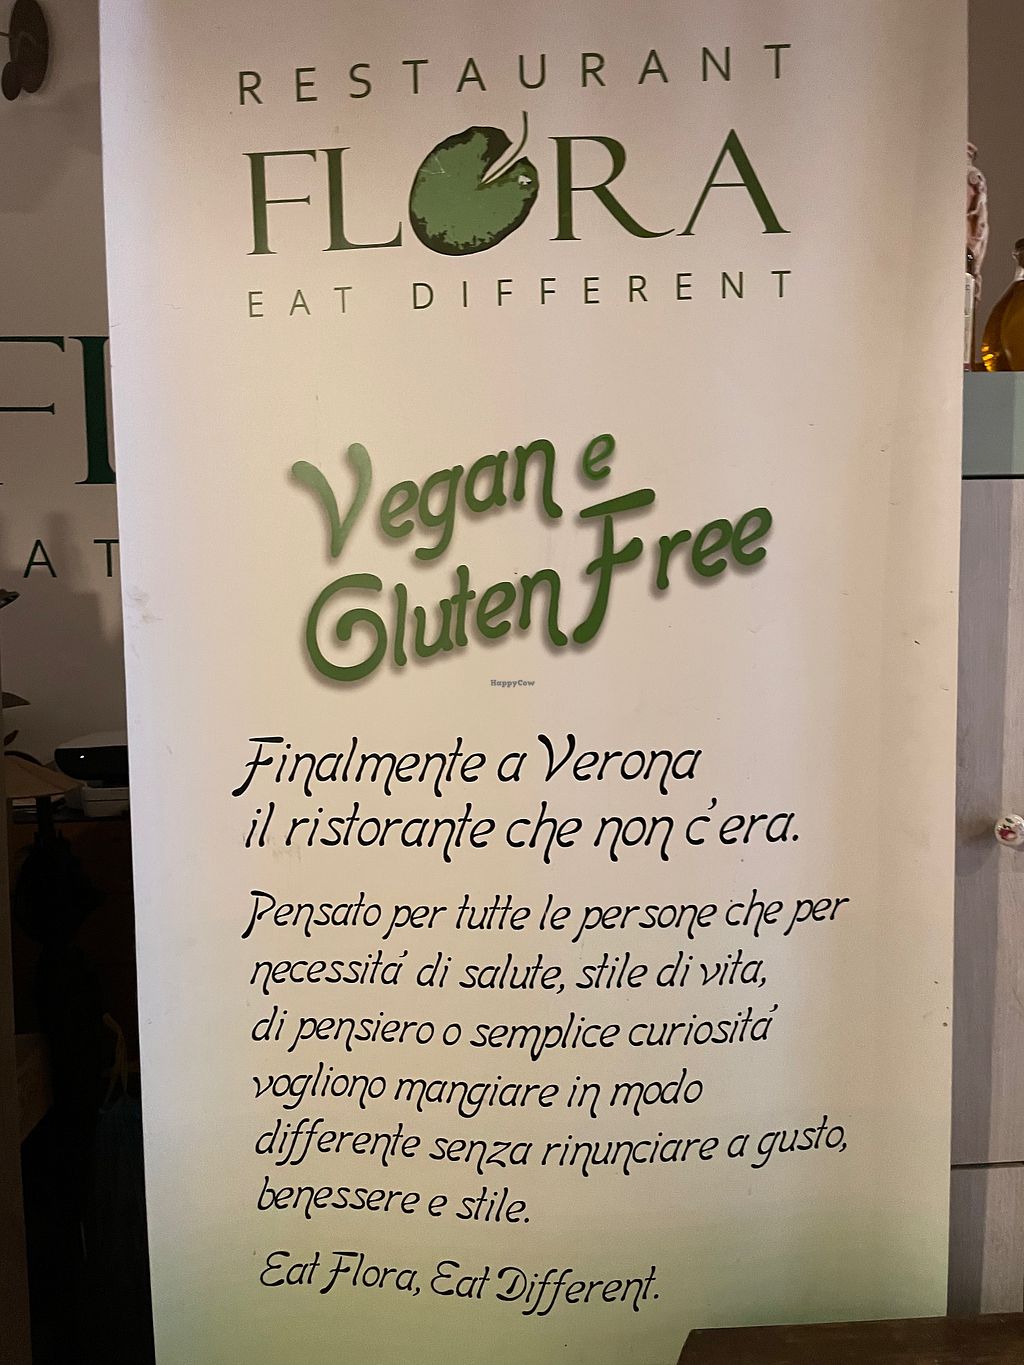 RESTAURANT
FLORA
EAT DIFFERENT
FL
AT
Vegan e
Gluten Free
HappyCow
Finalmente a Verona
il ristorante che non c'era.
Pensato per tutte le persone che per
necessitá di salute, stile di vita,
di pensiero o semplice curiositá
vogliono mangiare in modo
differente senza rinunciare a gusto,
benessere e stile.
Eat Flora, Eat Different.